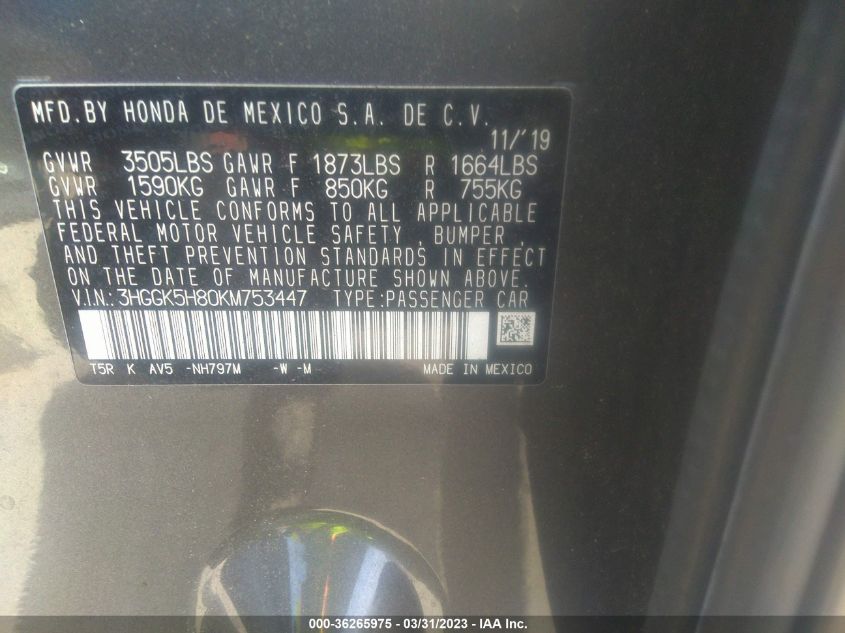 MFD.BY HONDA DE MEXICO S.A. DE C.V.
11/'19
GVWR 3505LBS GAWR F 1873LBS R 1664LBS
GVWR 1590KG GAWR F 850KG R 755KG
THIS VEHICLE CONFORMS TO ALL APPLICABLE
FEDERAL MOTOR VEHICLE SAFETY , BUMPER ,
AND THEFT PREVENTION STANDARDS IN EFFECT
ON THE DATE OF MANUFACTURE SHOWN ABOVE.
V.I.N.:3HGGK5H80KM753447 TYPE:PASSENGER CAR
T5R K AV5 -NH797M -W -M MADE IN MEXICO
000-36265975 - 03/31/2023 - IAA Inc.